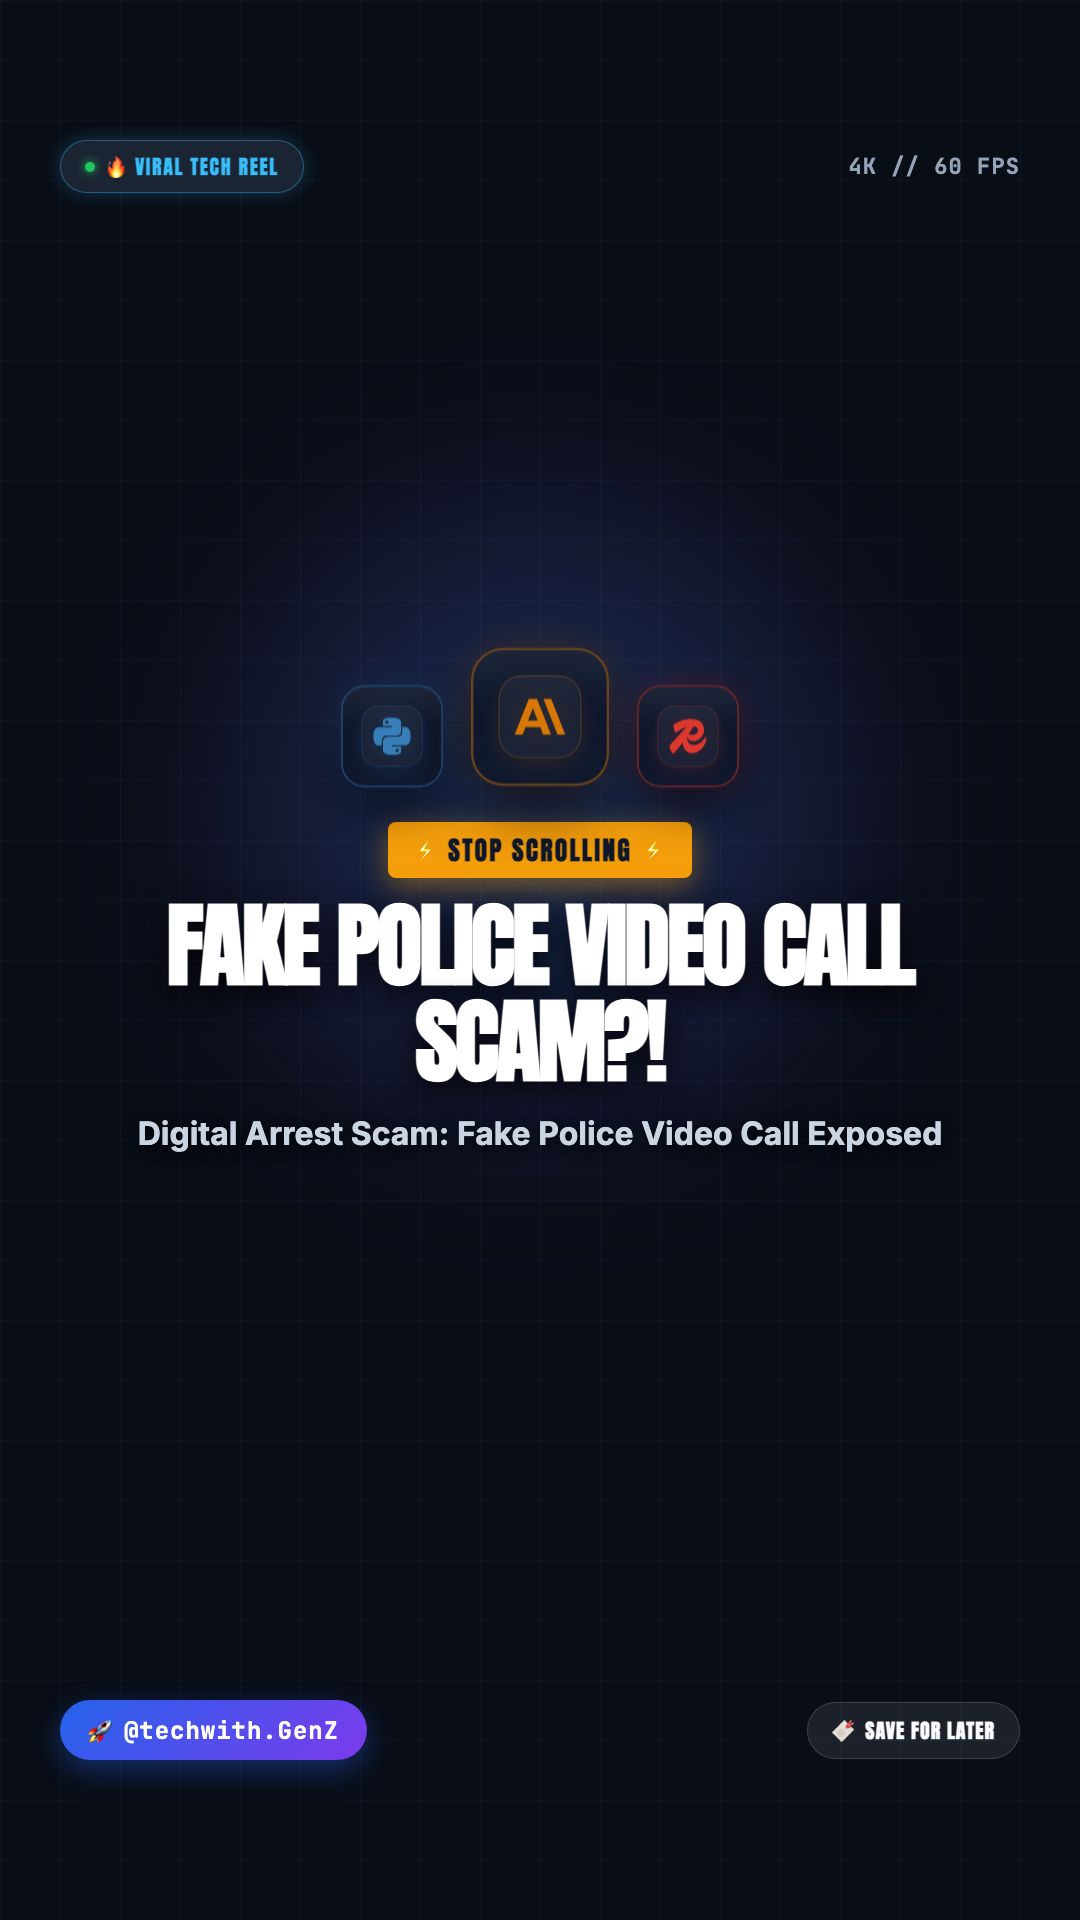 🔥 VIRAL TECH REEL
4K // 60 FPS
⚡ STOP SCROLLING ⚡
FAKE POLICE VIDEO CALL
SCAM?!
Digital Arrest Scam: Fake Police Video Call Exposed
🚀 @techwith.GenZ
SAVE FOR LATER